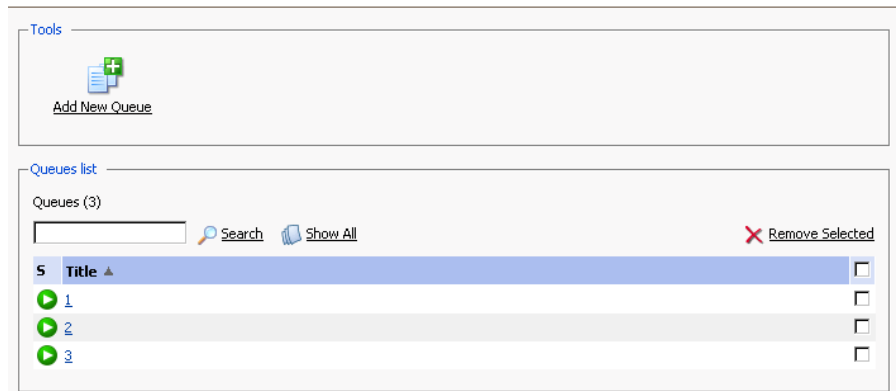 Tools
Add New Queue
Queues list
Queues (3)
Search Show All Remove Selected
S Title
1
2
3